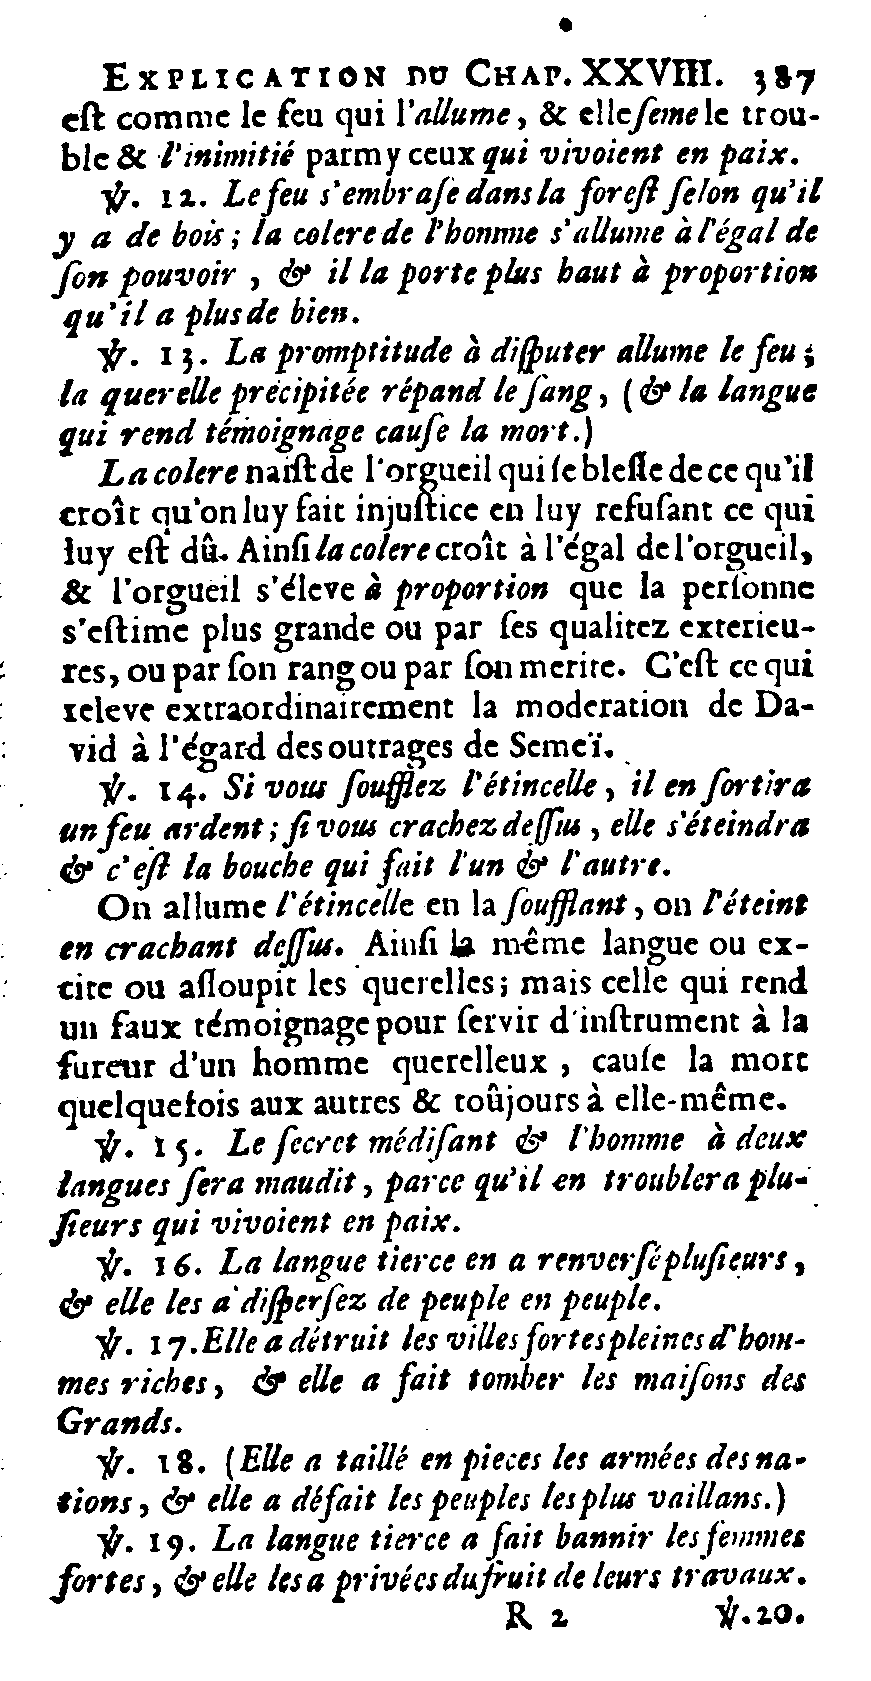 EXPLICATION DU CHAP. XXVIII. 387
eſt comme le feu qui l'allume, & elle ſeme le trou-
ble & l'inimitié parmy ceux qui vivoient en paix.
℣. 12. Le feu s'embraſe dans la foreſt ſelon qu'il
y a de bois; la colere de l'homme s'allume à l'égal de
ſon pouvoir, & il la porte plus haut à proportion
qu'il a plus de bien.
℣. 13. La promptitude à diſputer allume le feu;
la querelle précipitée répand le ſang, (& la langue
qui rend témoignage cauſe la mort.)
La colere naiſt de l'orgueil qui ſe bleſſe de ce qu'il
croît qu'on luy fait injuſtice en luy refuſant ce qui
luy eſt dû. Ainſi la colere croît à l'égal de l'orgueil,
& l'orgueil s'éleve à proportion que la perſonne
s'eſtime plus grande ou par ſes qualitez exterieu-
res, ou par ſon rang ou par ſon merite. C'eſt ce qui
releve extraordinairement la moderation de Da-
vid à l'égard des outrages de Semeï.
℣. 14. Si vous ſoufflez l'étincelle, il en ſortira
un feu ardent; ſi vous crachez deſſus, elle s'éteindra
& c'eſt la bouche qui fait l'un & l'autre.
On allume l'étincelle en la ſoufflant, on l'éteint
en crachant deſſus. Ainſi la même langue ou ex-
cite ou aſſoupit les querelles; mais celle qui rend
un faux témoignage pour ſervir d'inſtrument à la
fureur d'un homme querelleux, cauſe la mort
quelquefois aux autres & toûjours à elle-même.
℣. 15. Le ſecret médiſant & l'homme à deux
langues ſera maudit, parce qu'il en troublera plu-
ſieurs qui vivoient en paix.
℣. 16. La langue tierce en a renverſé pluſieurs,
& elle les a diſperſez de peuple en peuple.
℣. 17. Elle a détruit les villes fortes pleines d'hom-
mes riches, & elle a fait tomber les maiſons des
Grands.
℣. 18. (Elle a taillé en pieces les armées des na-
tions, & elle a défait les peuples les plus vaillans.)
℣. 19. La langue tierce a fait bannir les femmes
fortes, & elle les a privées du fruit de leurs travaux.
R 2 ℣. 20.